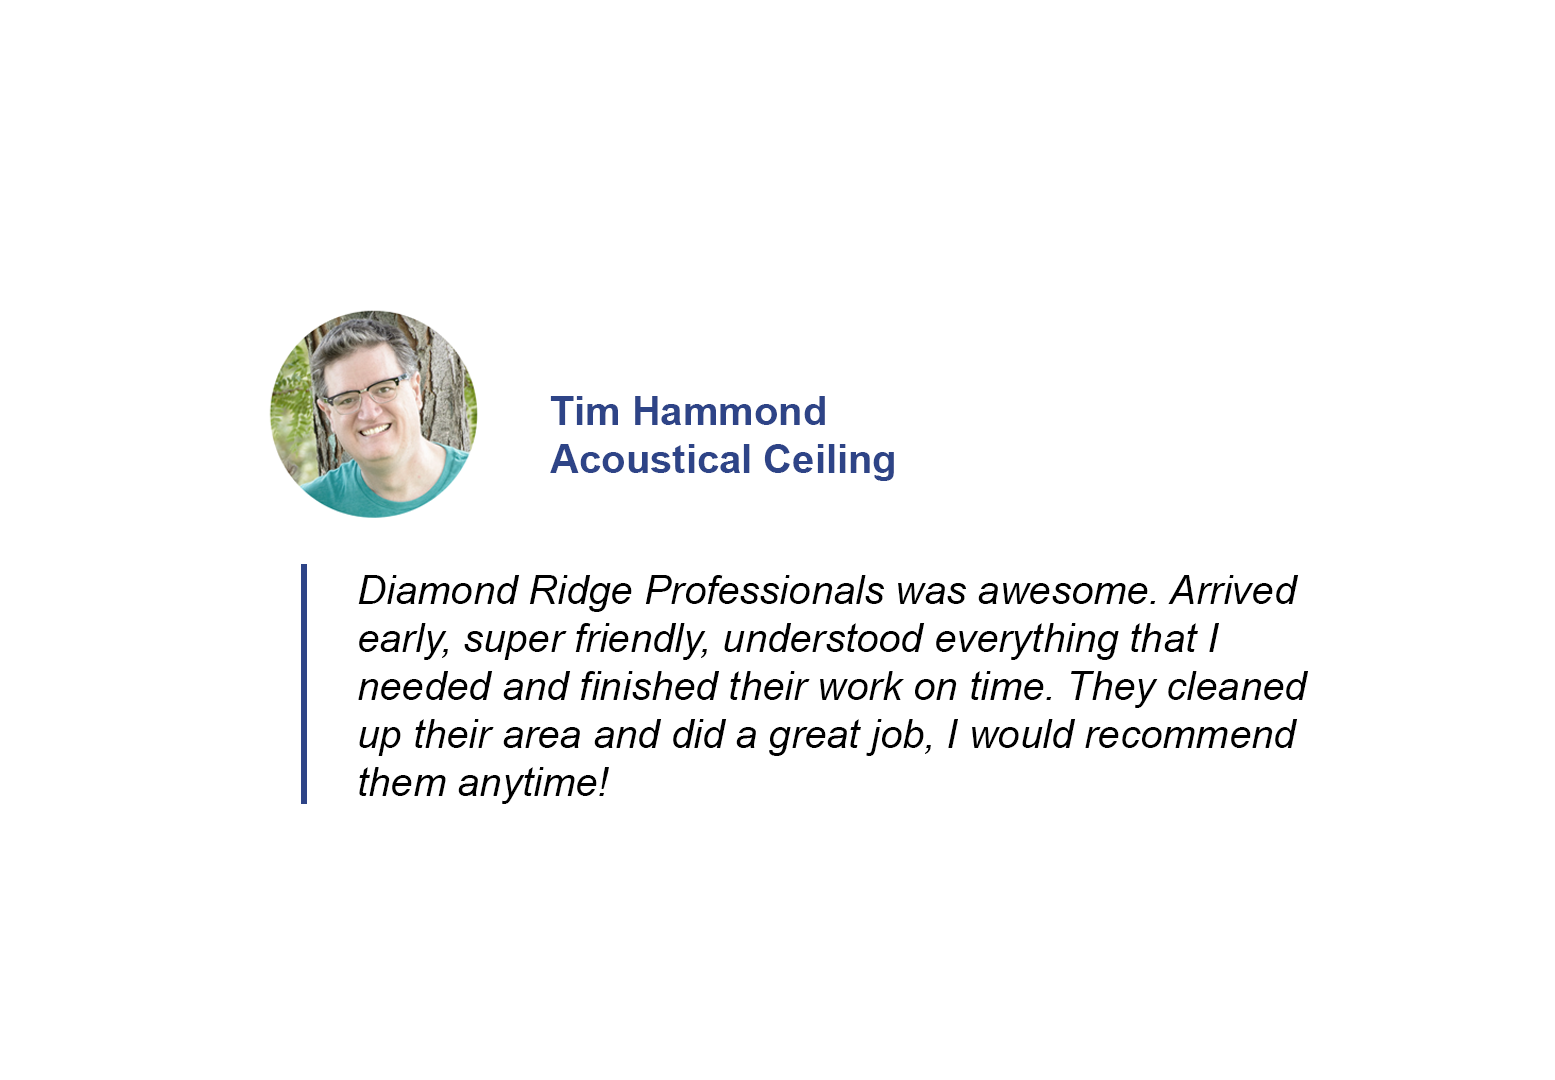 Tim Hammond
Acoustical Ceiling
Diamond Ridge Professionals was awesome. Arrived
early, super friendly, understood everything that I
needed and finished their work on time. They cleaned
up their area and did a great job, I would recommend
them anytime!